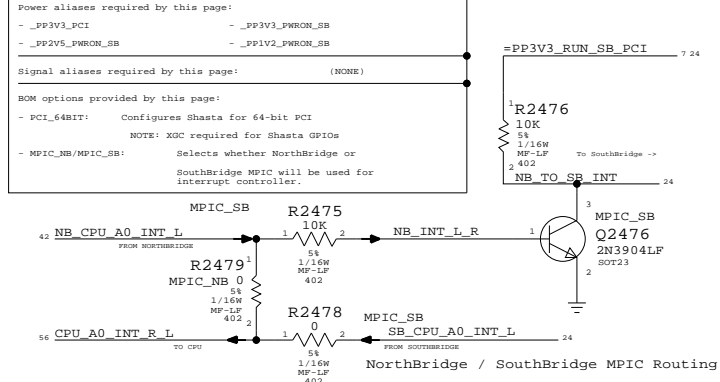 Power aliases required by this page:
- _PP3V3_PCI - _PP3V3_PWRON_SB
- _PP2V5_PWRON_SB - _PP1V2_PWRON_SB
Signal aliases required by this page: (NONE)
BOM options provided by this page:
- PCI_64BIT: Configures Shasta for 64-bit PCI
NOTE: XGC required for Shasta GPIOs
- MPIC_NB/MPIC_SB: Selects whether NorthBridge or
SouthBridge MPIC will be used for
interrupt controller.
=PP3V3_RUN_SB_PCI 7 24
1
R2476
10K
5%
1/16W
MF-LF
402
2
To SouthBridge ->
NB_TO_SB_INT 24
MPIC_SB
R2475
10K
1 2
5%
1/16W
MF-LF
402
42 NB_CPU_A0_INT_L
FROM NORTHBRIDGE
NB_INT_L_R
1
3
MPIC_SB
Q2476
2N3904LF
SOT23
2
R2479
1
MPIC_NB 0
5%
1/16W
MF-LF
402
2
R2478
0
1 2
5%
1/16W
MF-LF
402
MPIC_SB
56 CPU_A0_INT_R_L
TO CPU
SB_CPU_A0_INT_L 24
FROM SOUTHBRIDGE
NorthBridge / SouthBridge MPIC Routing